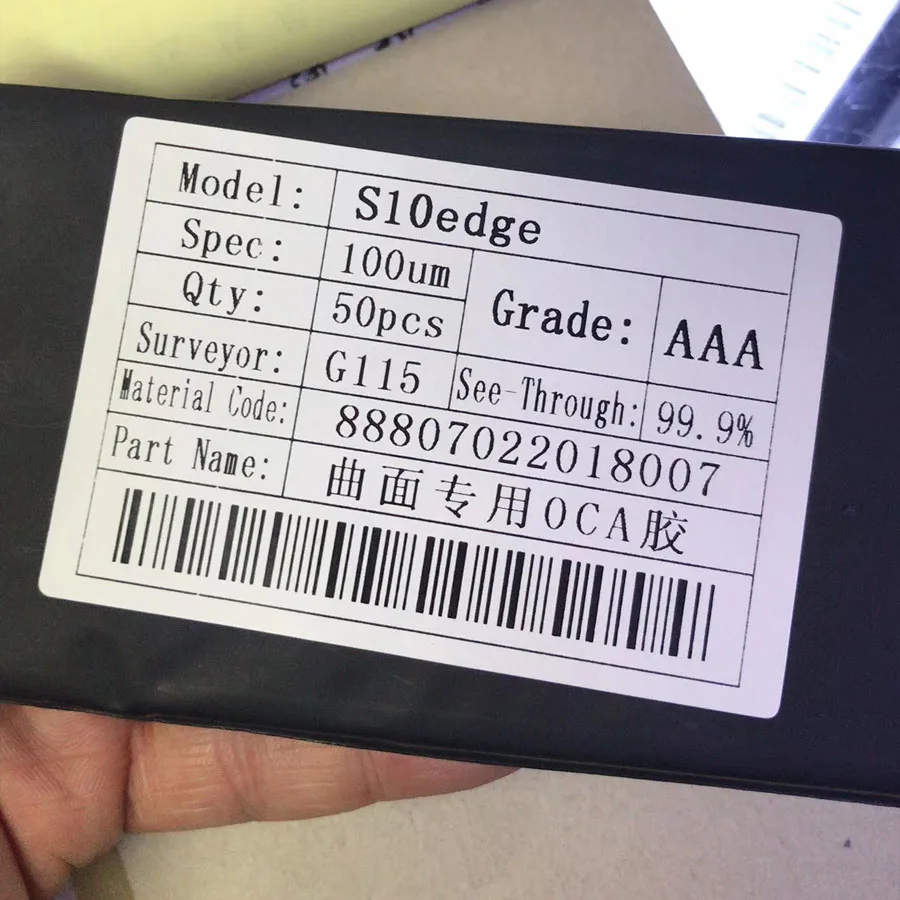 Model: S10edge
Spec: 100um
Qty: 50pcs
Grade: AAA
Surveyor: G115
See-Through: 99.9%
Material Code: 88807022018007
Part Name: 曲面专用OCA胶